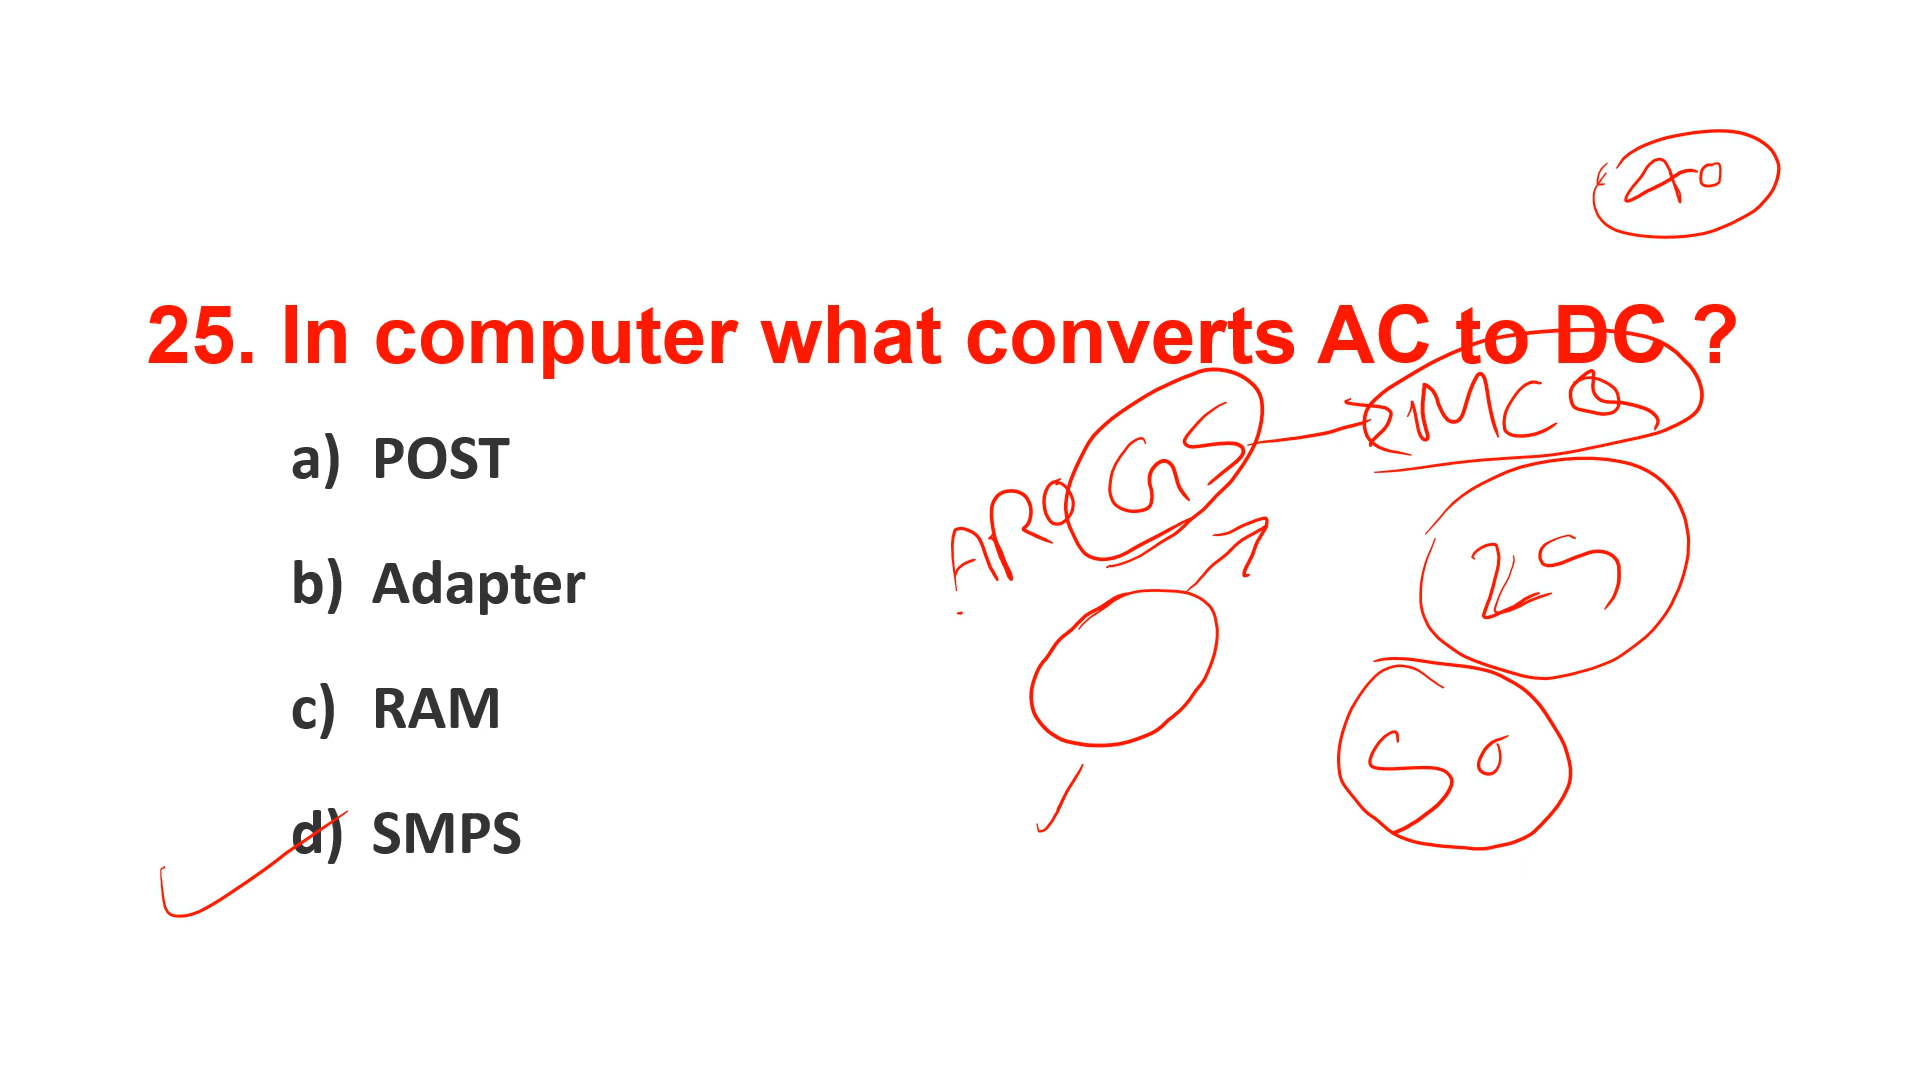 40
25. In computer what converts AC to DC ?
a) POST
MCQ
ARO GS
b) Adapter
25
c) RAM
50
d) SMPS